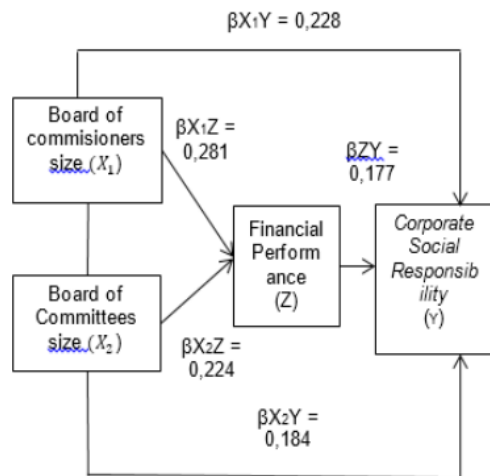 βX₁Y = 0,228
Board of
commisioners
size (X₁)
βX₁Z =
0,281
βZY =
0,177
Financial
Perform
ance
(Z)
Corporate
Social
Responsib
ility
(Y)
Board of
Committees
size (X₂)
βX₂Z =
0,224
βX₂Y =
0,184